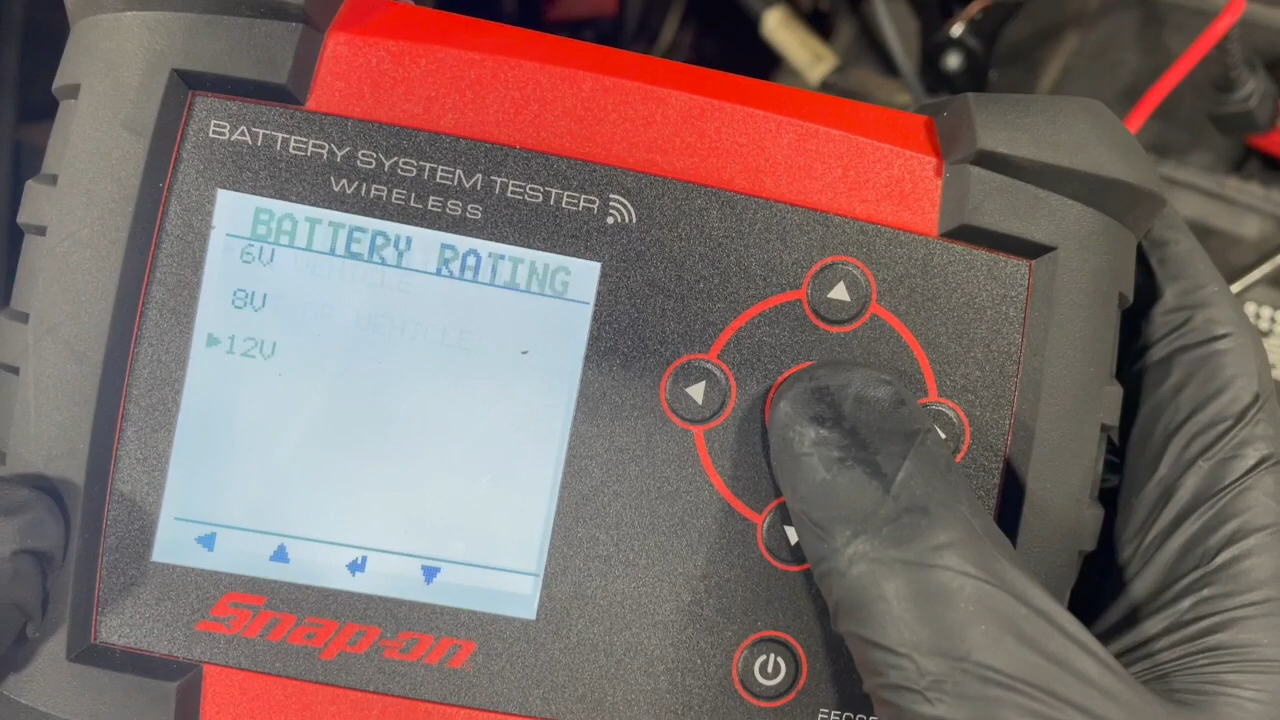 BATTERY SYSTEM TESTER
WIRELESS
BATTERY RATING
6V
8V
▶12V
Snap-on